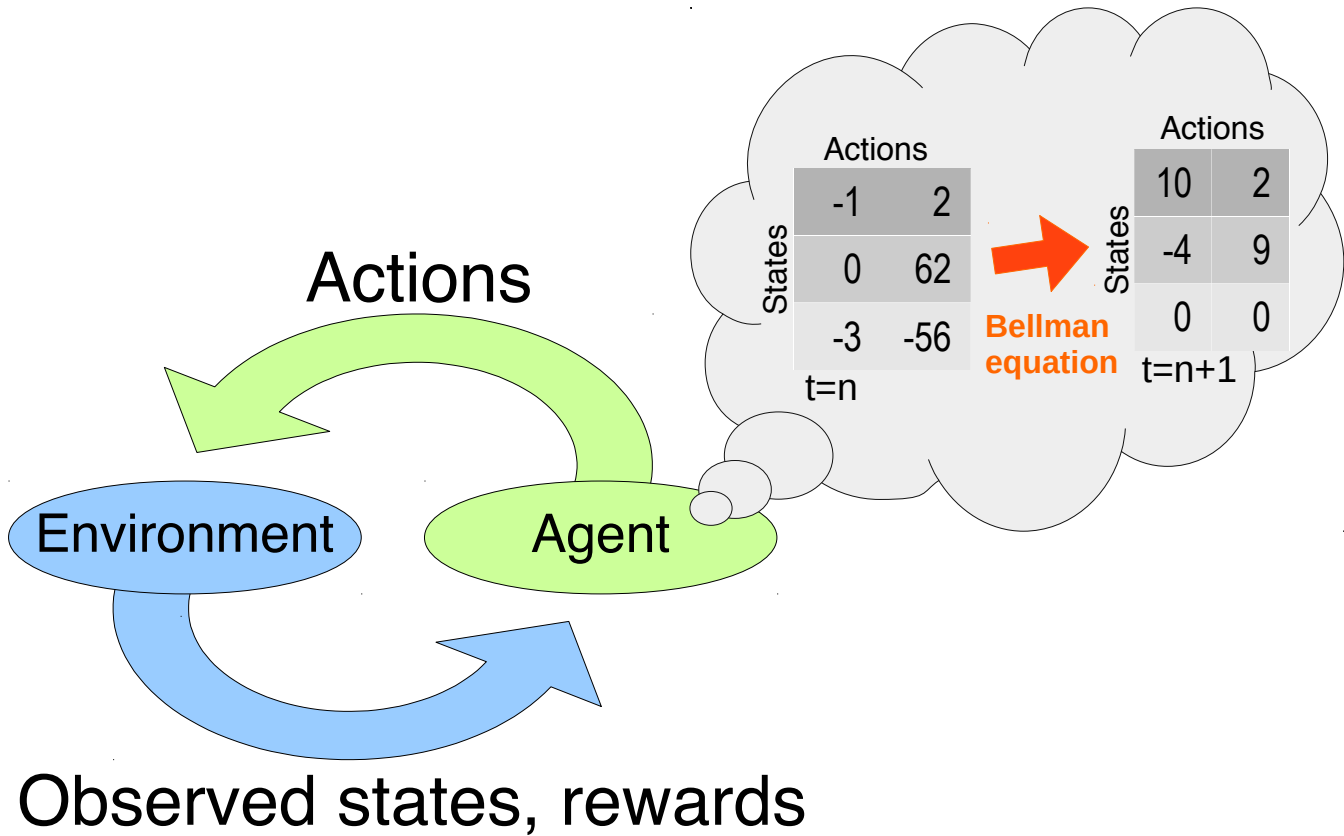 Actions
-1 2
States
0 62
-3 -56
t=n
Bellman
equation
Actions
10 2
States
-4 9
0 0
t=n+1
Actions
Environment
Agent
Observed states, rewards